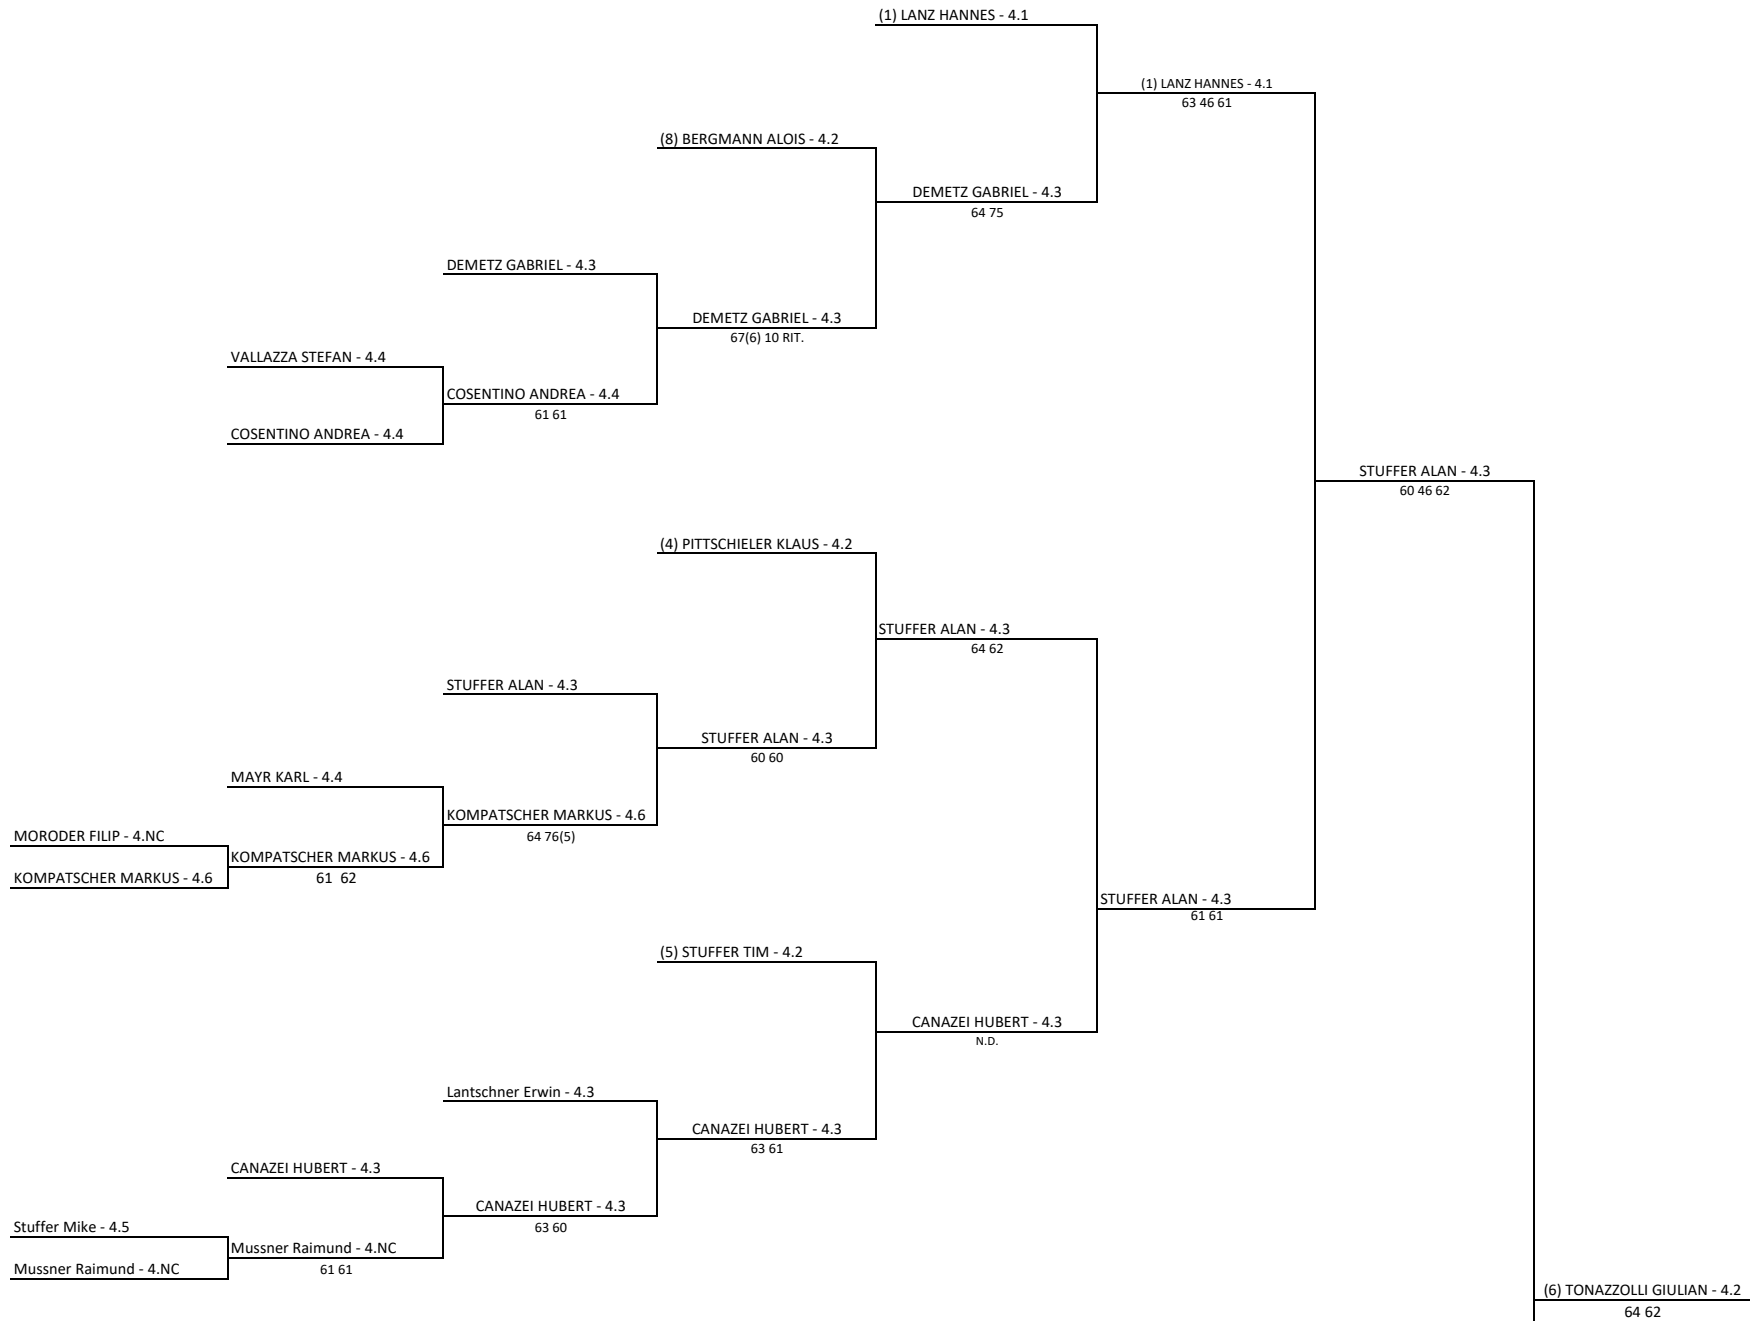 (1) LANZ HANNES - 4.1
(1) LANZ HANNES - 4.1
63 46 61
(8) BERGMANN ALOIS - 4.2
DEMETZ GABRIEL - 4.3
64 75
DEMETZ GABRIEL - 4.3
DEMETZ GABRIEL - 4.3
67(6) 10 RIT.
VALLAZZA STEFAN - 4.4
COSENTINO ANDREA - 4.4
61 61
COSENTINO ANDREA - 4.4
STUFFER ALAN - 4.3
60 46 62
(4) PITTSCHIELER KLAUS - 4.2
STUFFER ALAN - 4.3
64 62
STUFFER ALAN - 4.3
STUFFER ALAN - 4.3
60 60
MAYR KARL - 4.4
KOMPATSCHER MARKUS - 4.6
64 76(5)
MORODER FILIP - 4.NC
KOMPATSCHER MARKUS - 4.6
61 62
KOMPATSCHER MARKUS - 4.6
STUFFER ALAN - 4.3
61 61
(5) STUFFER TIM - 4.2
CANAZEI HUBERT - 4.3
N.D.
Lantschner Erwin - 4.3
CANAZEI HUBERT - 4.3
63 61
CANAZEI HUBERT - 4.3
CANAZEI HUBERT - 4.3
63 60
Stuffer Mike - 4.5
Mussner Raimund - 4.NC
61 61
Mussner Raimund - 4.NC
(6) TONAZZOLLI GIULIAN - 4.2
64 62